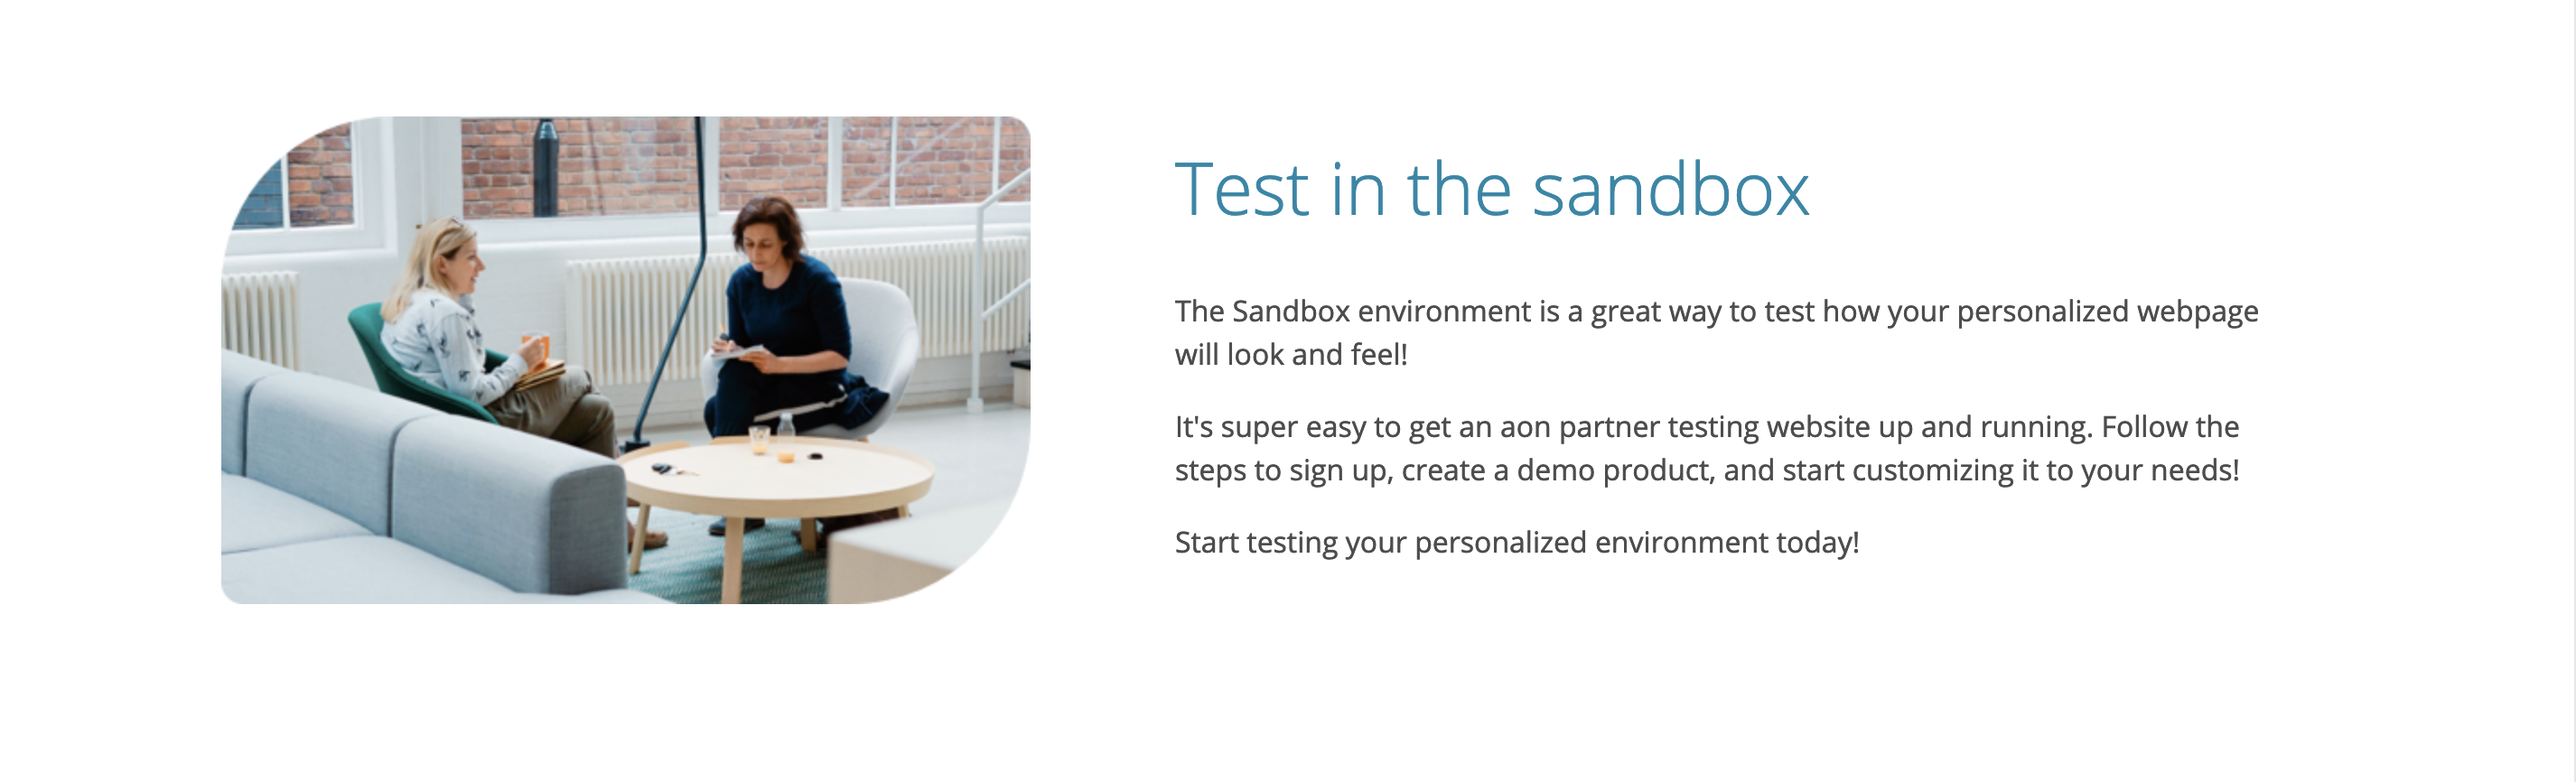 Test in the sandbox
The Sandbox environment is a great way to test how your personalized webpage
will look and feel!
It's super easy to get an aon partner testing website up and running. Follow the
steps to sign up, create a demo product, and start customizing it to your needs!
Start testing your personalized environment today!